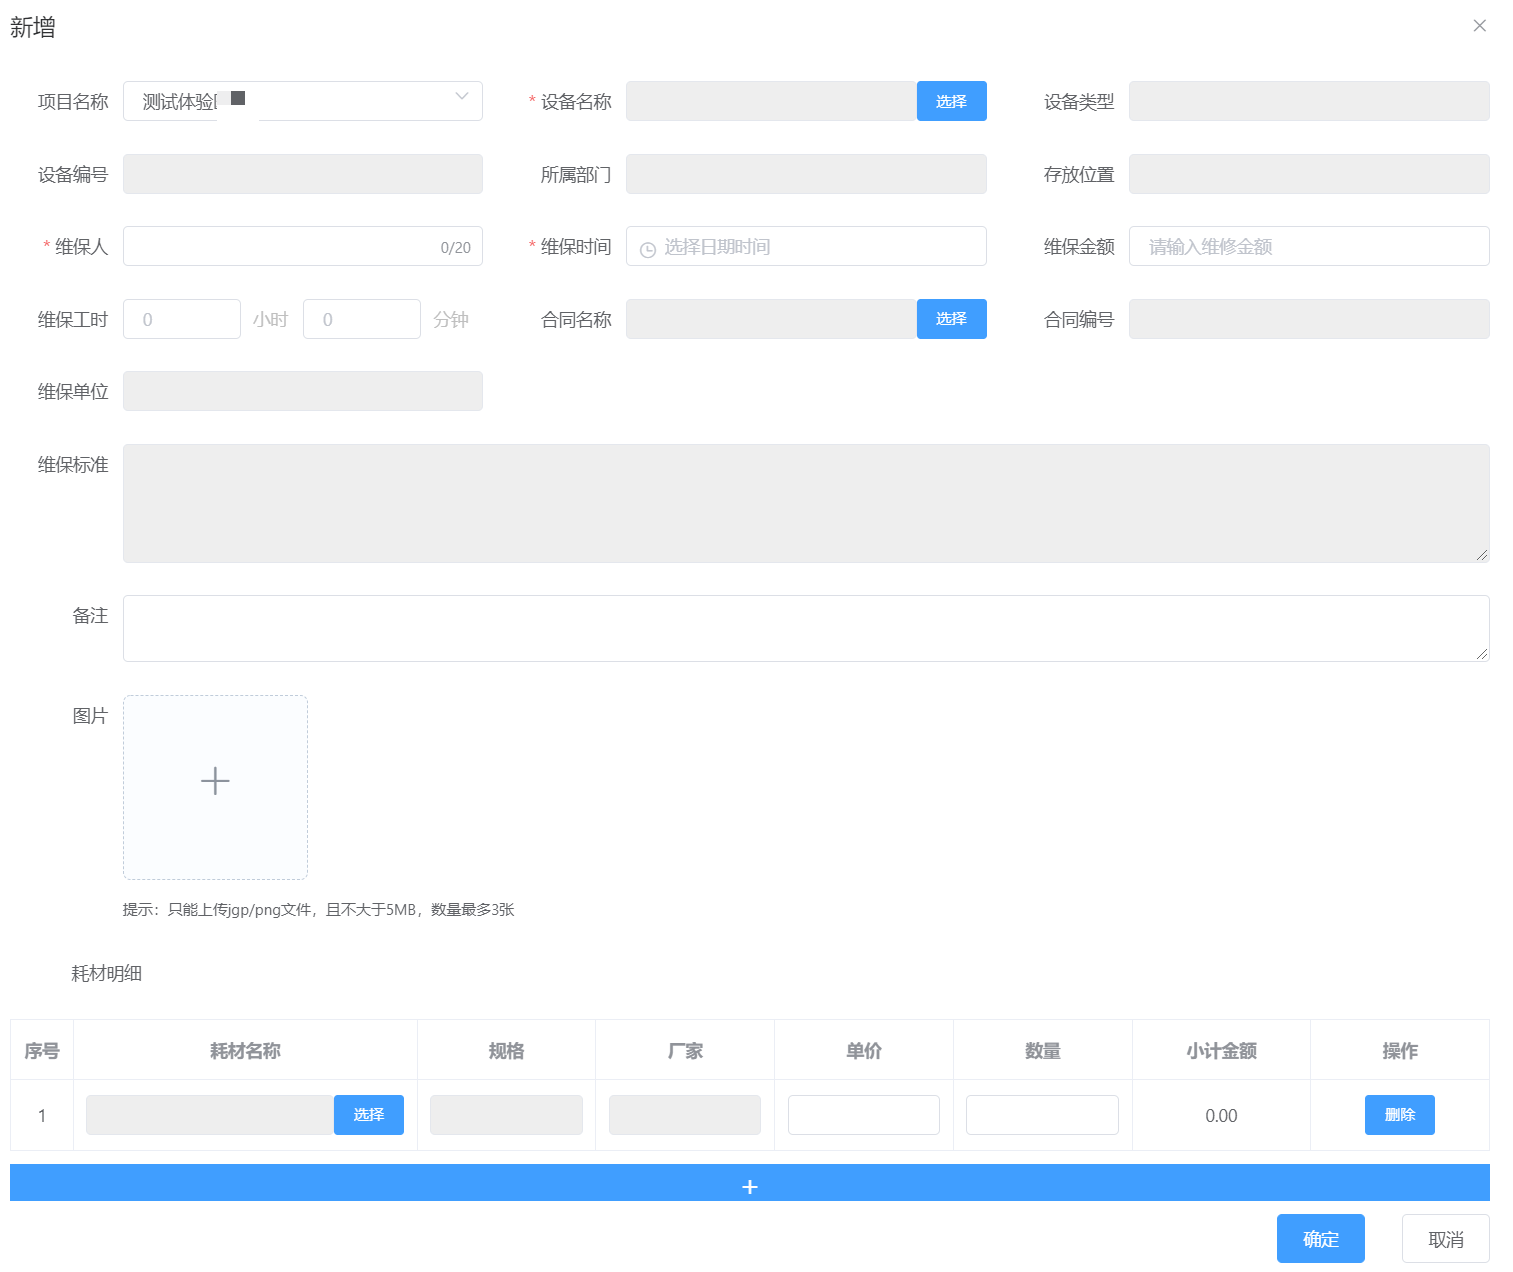 新增
项目名称 测试体验 * 设备名称 选择 设备类型
设备编号 所属部门 存放位置
* 维保人 0/20 * 维保时间 选择日期时间 维保金额 请输入维修金额
维保工时 0 小时 0 分钟 合同名称 选择 合同编号
维保单位
维保标准
备注
图片
提示：只能上传jgp/png文件，且不大于5MB，数量最多3张
耗材明细
序号 耗材名称 规格 厂家 单价 数量 小计金额 操作
1 选择 0.00 删除
+
确定 取消